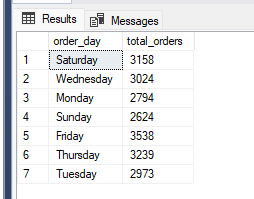 Results Messages
order_day total_orders
1 Saturday 3158
2 Wednesday 3024
3 Monday 2794
4 Sunday 2624
5 Friday 3538
6 Thursday 3239
7 Tuesday 2973